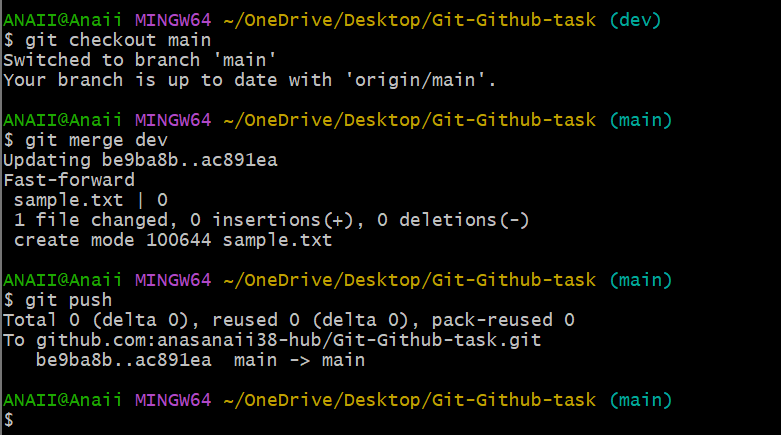 ANAII@Anaii MINGW64 ~/OneDrive/Desktop/Git-Github-task (dev)
$ git checkout main
Switched to branch 'main'
Your branch is up to date with 'origin/main'.
ANAII@Anaii MINGW64 ~/OneDrive/Desktop/Git-Github-task (main)
$ git merge dev
Updating be9ba8b..ac891ea
Fast-forward
 sample.txt | 0
 1 file changed, 0 insertions(+), 0 deletions(-)
 create mode 100644 sample.txt
ANAII@Anaii MINGW64 ~/OneDrive/Desktop/Git-Github-task (main)
$ git push
Total 0 (delta 0), reused 0 (delta 0), pack-reused 0
To github.com:anasanaii38-hub/Git-Github-task.git
   be9ba8b..ac891ea  main -> main
ANAII@Anaii MINGW64 ~/OneDrive/Desktop/Git-Github-task (main)
$